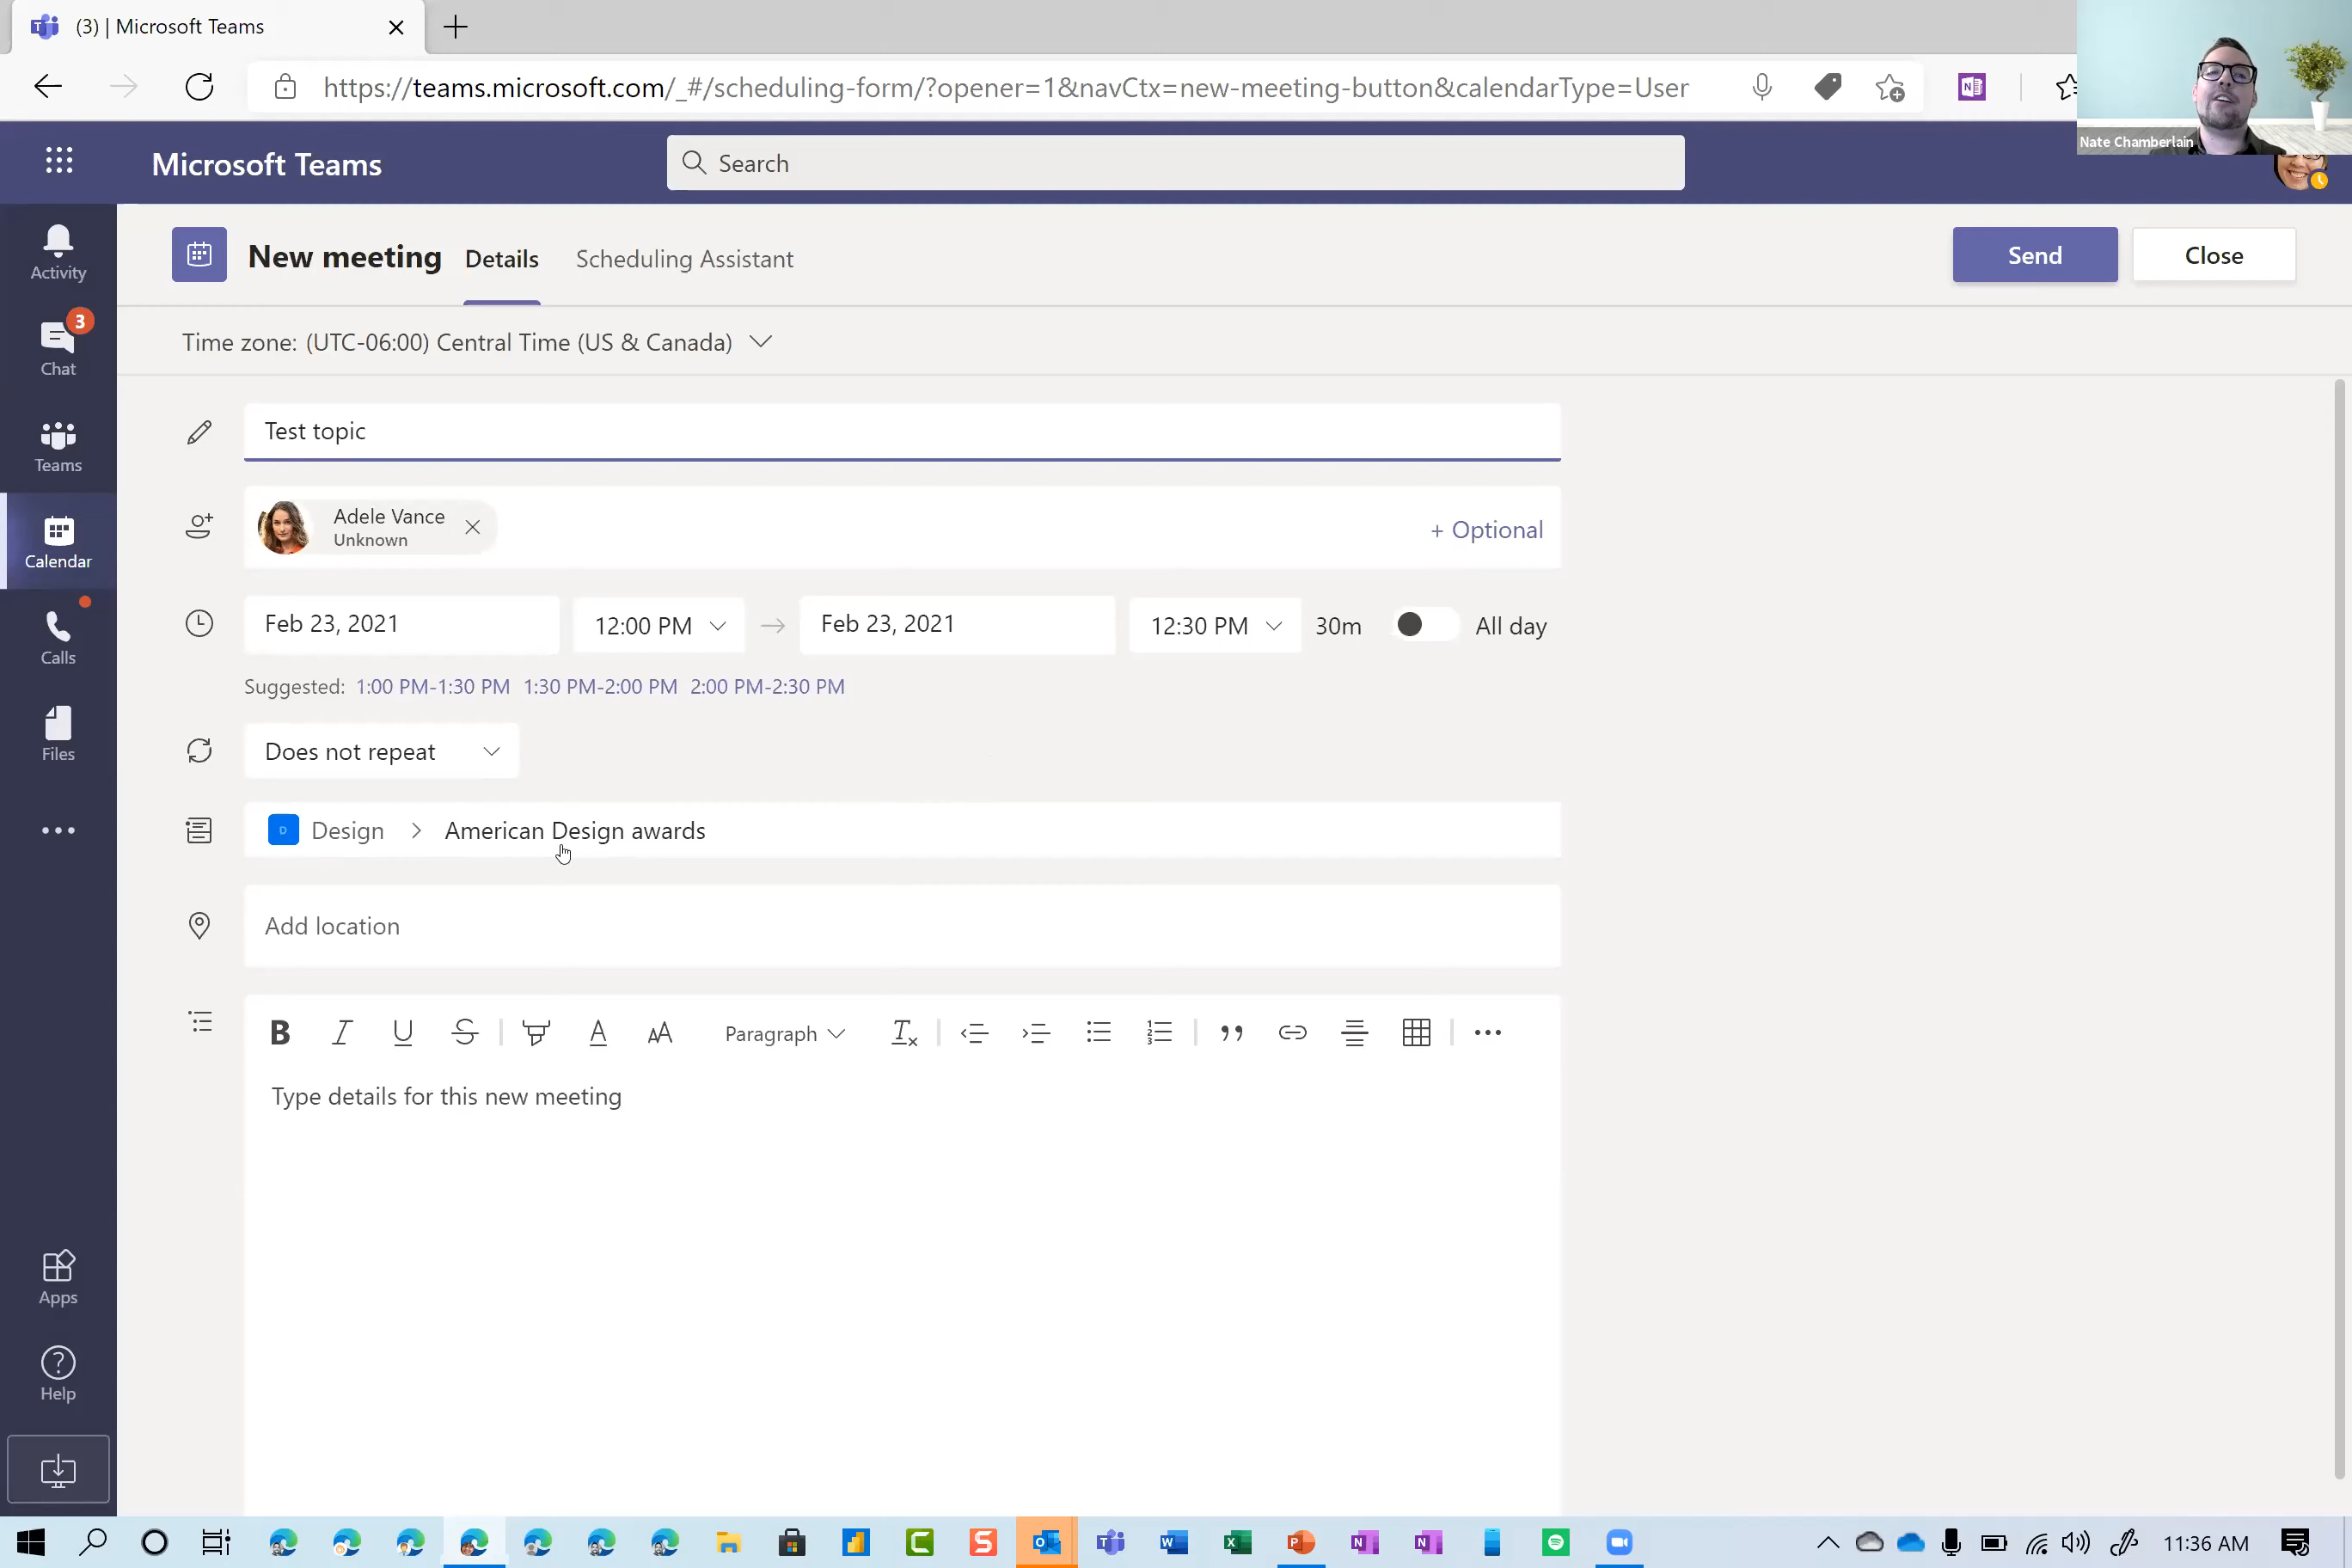 (3) | Microsoft Teams
https://teams.microsoft.com/_#/scheduling-form/?opener=1&navCtx=new-meeting-button&calendarType=User
Nate Chamberlain
Microsoft Teams
Search
Activity
3
Chat
Teams
Calendar
Calls
Files
Apps
Help
New meeting Details Scheduling Assistant
Send Close
Time zone: (UTC-06:00) Central Time (US & Canada)
Test topic
Adele Vance
Unknown
+ Optional
Feb 23, 2021 12:00 PM Feb 23, 2021 12:30 PM 30m All day
Suggested: 1:00 PM-1:30 PM 1:30 PM-2:00 PM 2:00 PM-2:30 PM
Does not repeat
D Design > American Design awards
Add location
Paragraph
Type details for this new meeting
11:36 AM